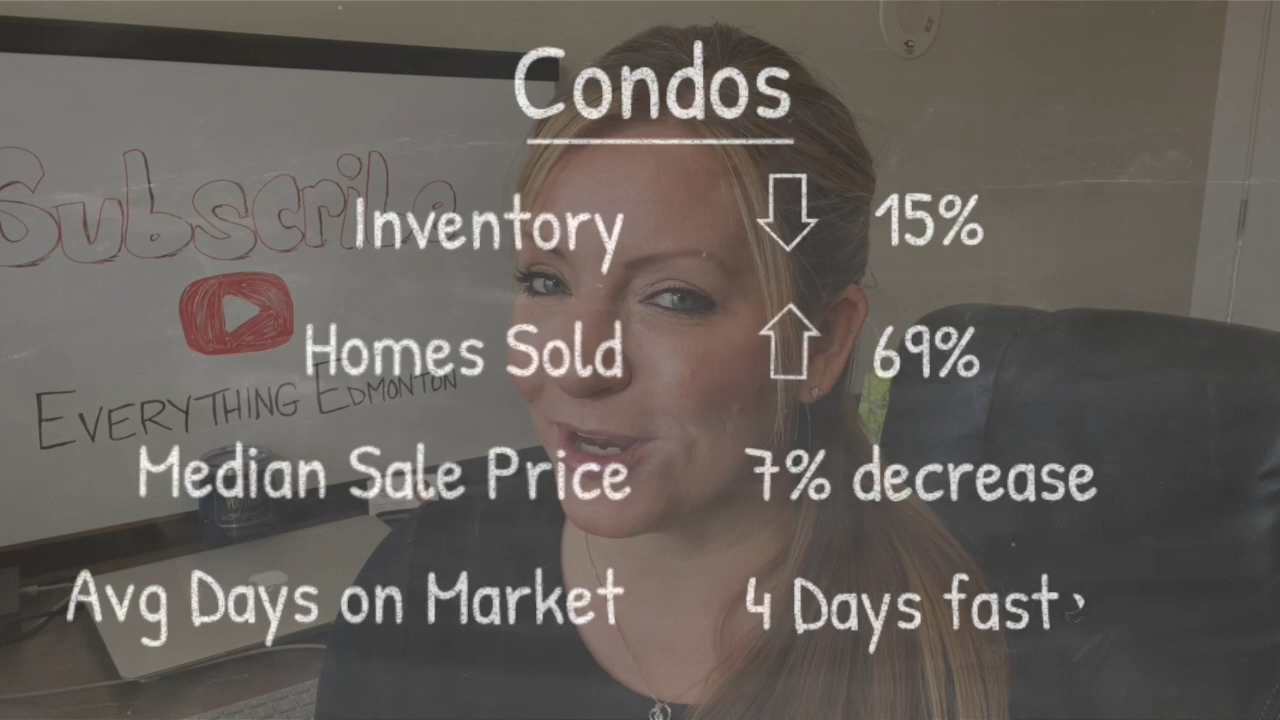 Condos
Inventory 15%
Homes Sold 69%
Median Sale Price 7% decrease
Avg Days on Market 4 Days fast
Subscribe
EVERYTHING EDMONTON